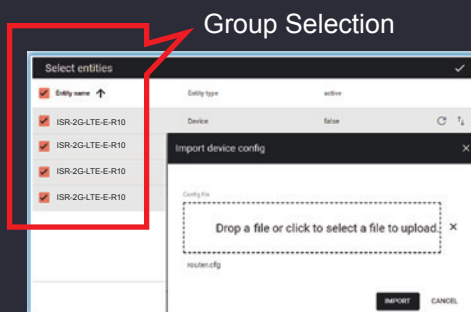 Group Selection
Select entities
Entity name Entity type active
ISR-2G-LTE-E-R10 Device false
ISR-2G-LTE-E-R10
Import device config
ISR-2G-LTE-E-R10
ISR-2G-LTE-E-R10
Config file
Drop a file or click to select a file to upload.
router.cfg
IMPORT CANCEL